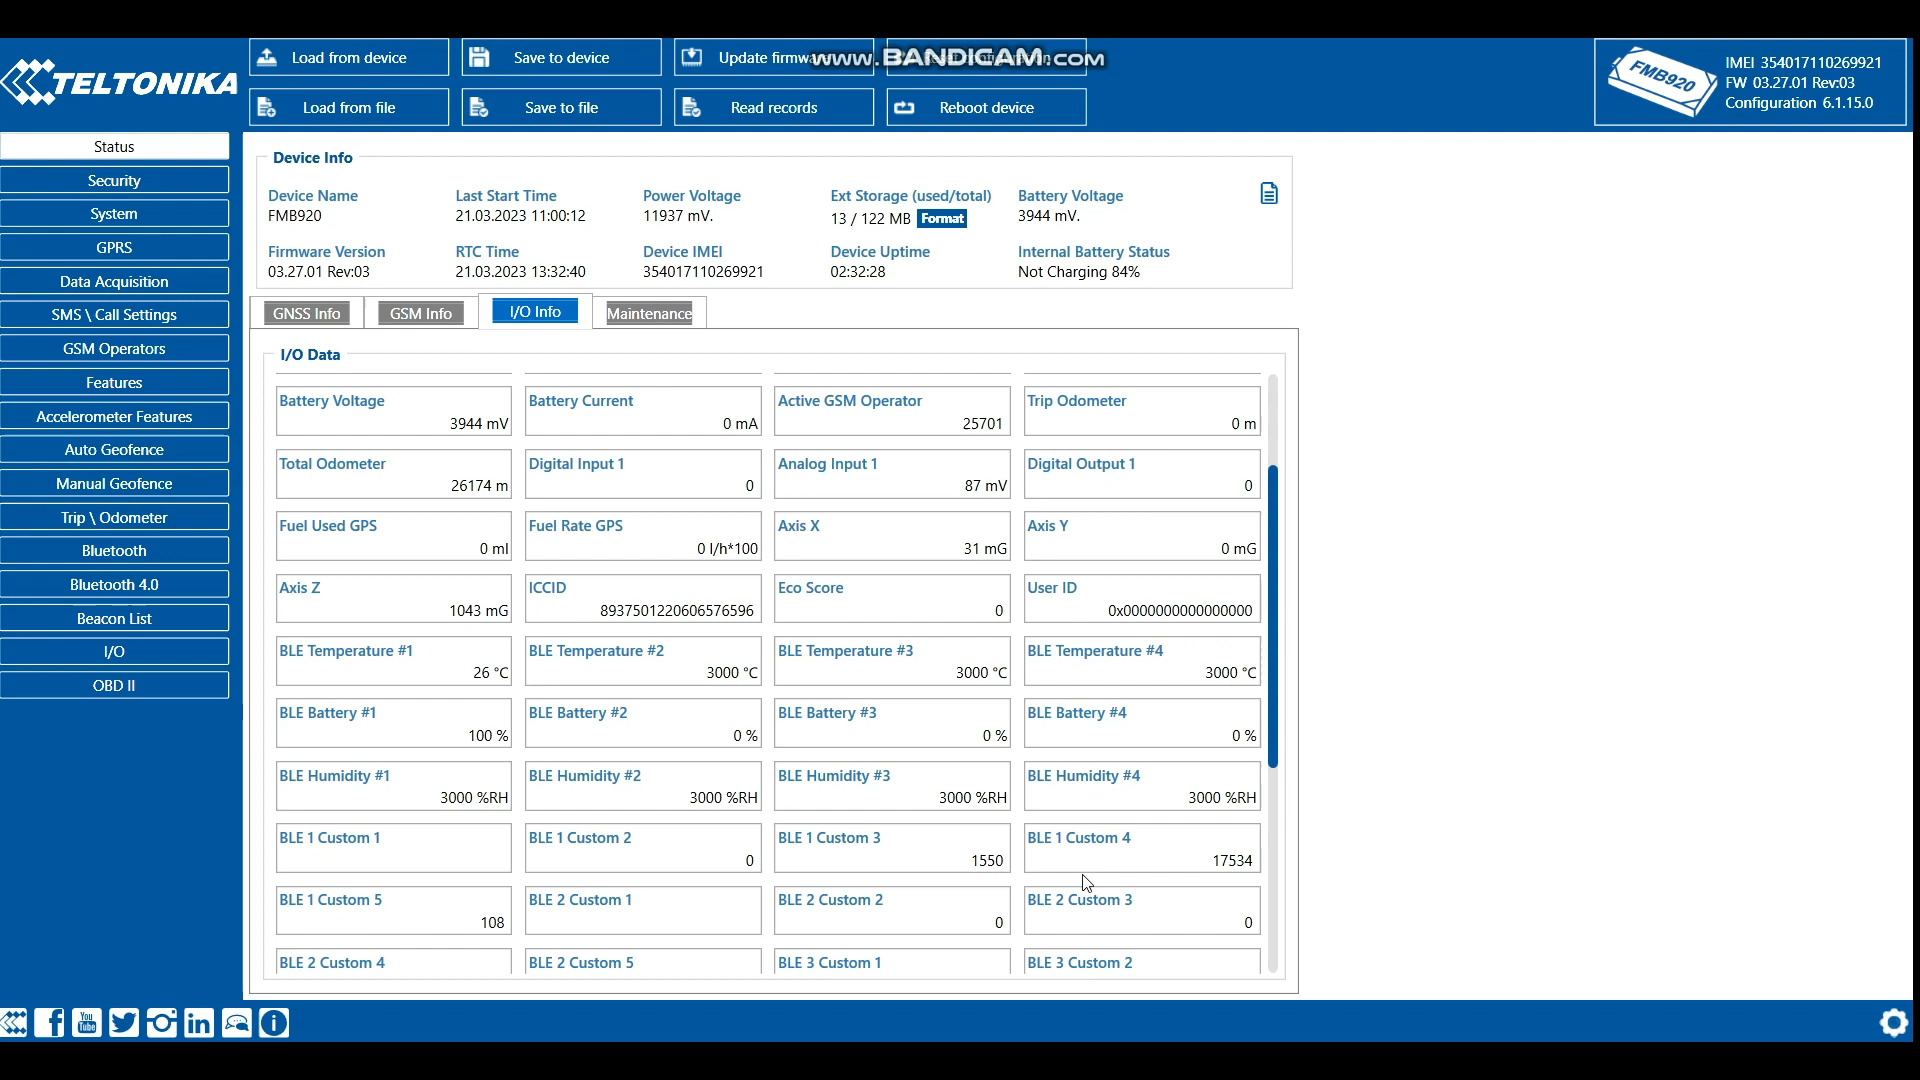 Load from device
Save to device
Update firmw
www.BANDICAM.com
TELTONIKA
Load from file
Save to file
Read records
Reboot device
FMB920
IMEI 354017110269921
FW 03.27.01 Rev:03
Configuration 6.1.15.0
Status
Security
System
GPRS
Data Acquisition
SMS \ Call Settings
GSM Operators
Features
Accelerometer Features
Auto Geofence
Manual Geofence
Trip \ Odometer
Bluetooth
Bluetooth 4.0
Beacon List
I/O
OBD II
Device Info
Device Name
FMB920
Last Start Time
21.03.2023 11:00:12
Power Voltage
11937 mV.
Ext Storage (used/total)
13 / 122 MB Format
Battery Voltage
3944 mV.
Firmware Version
03.27.01 Rev:03
RTC Time
21.03.2023 13:32:40
Device IMEI
354017110269921
Device Uptime
02:32:28
Internal Battery Status
Not Charging 84%
GNSS Info
GSM Info
I/O Info
Maintenance
I/O Data
Battery Voltage
3944 mV
Battery Current
0 mA
Active GSM Operator
25701
Trip Odometer
0 m
Total Odometer
26174 m
Digital Input 1
0
Analog Input 1
87 mV
Digital Output 1
0
Fuel Used GPS
0 ml
Fuel Rate GPS
0 l/h*100
Axis X
31 mG
Axis Y
0 mG
Axis Z
1043 mG
ICCID
8937501220606576596
Eco Score
0
User ID
0x0000000000000000
BLE Temperature #1
26 °C
BLE Temperature #2
3000 °C
BLE Temperature #3
3000 °C
BLE Temperature #4
3000 °C
BLE Battery #1
100 %
BLE Battery #2
0 %
BLE Battery #3
0 %
BLE Battery #4
0 %
BLE Humidity #1
3000 %RH
BLE Humidity #2
3000 %RH
BLE Humidity #3
3000 %RH
BLE Humidity #4
3000 %RH
BLE 1 Custom 1
BLE 1 Custom 2
0
BLE 1 Custom 3
1550
BLE 1 Custom 4
17534
BLE 1 Custom 5
108
BLE 2 Custom 1
BLE 2 Custom 2
0
BLE 2 Custom 3
0
BLE 2 Custom 4
BLE 2 Custom 5
BLE 3 Custom 1
BLE 3 Custom 2
You
Tube